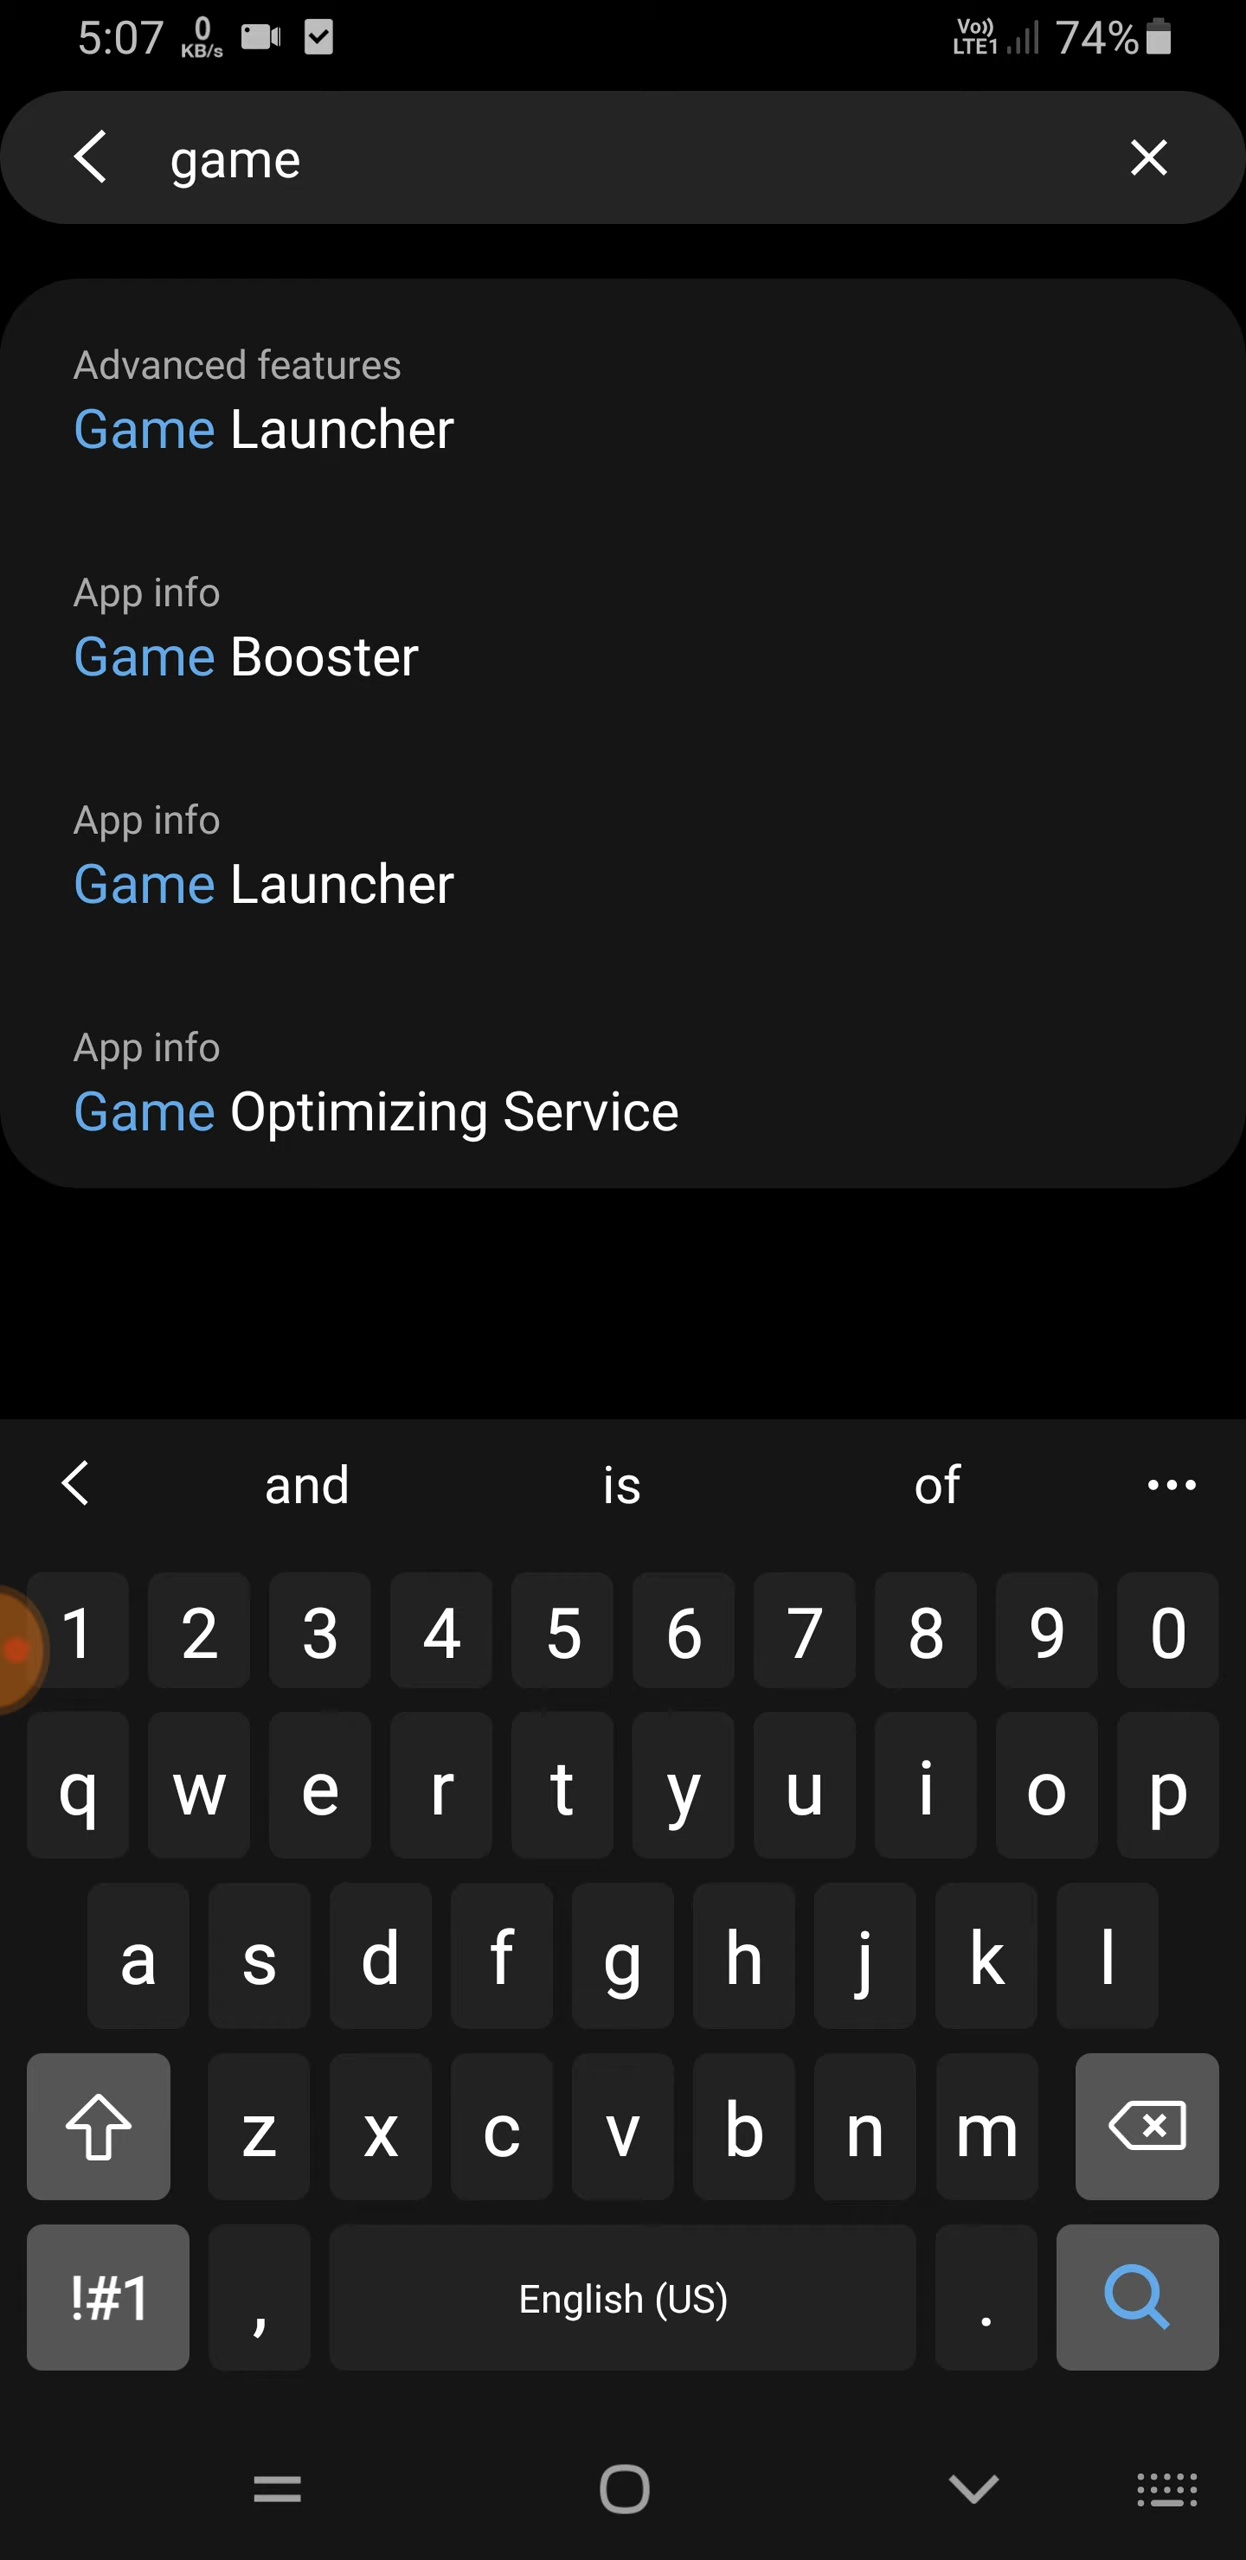 5:07 0 KB/s Vo)) LTE1 74%
game
Advanced features
Game Launcher
App info
Game Booster
App info
Game Launcher
App info
Game Optimizing Service
and is of
1 2 3 4 5 6 7 8 9 0
q w e r t y u i o p
a s d f g h j k l
z x c v b n m
!#1 , English (US) .